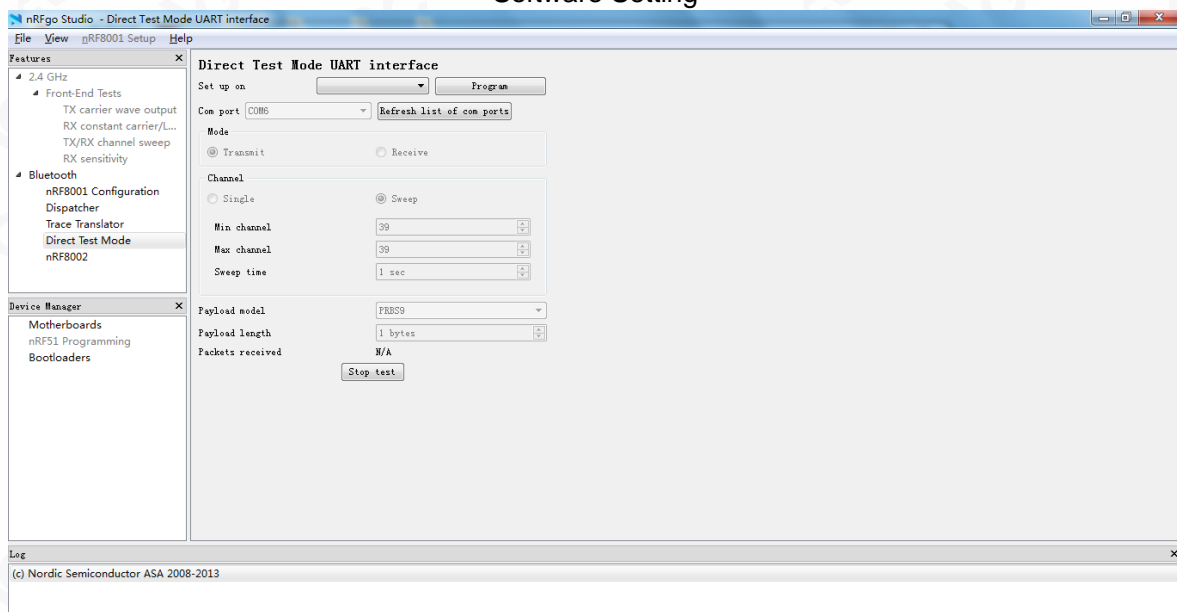 Software Setting
nRFgo Studio - Direct Test Mode UART interface
File View nRF8001 Setup Help
Features
2.4 GHz
Front-End Tests
TX carrier wave output
RX constant carrier/L...
TX/RX channel sweep
RX sensitivity
Bluetooth
nRF8001 Configuration
Dispatcher
Trace Translator
Direct Test Mode
nRF8002
Device Manager
Motherboards
nRF51 Programming
Bootloaders
Direct Test Mode UART interface
Set up on Program
Com port COM6 Refresh list of com ports
Mode
Transmit Receive
Channel
Single Sweep
Min channel 39
Max channel 39
Sweep time 1 sec
Payload model PRBS9
Payload length 1 bytes
Packets received N/A
Stop test
Log
(c) Nordic Semiconductor ASA 2008-2013